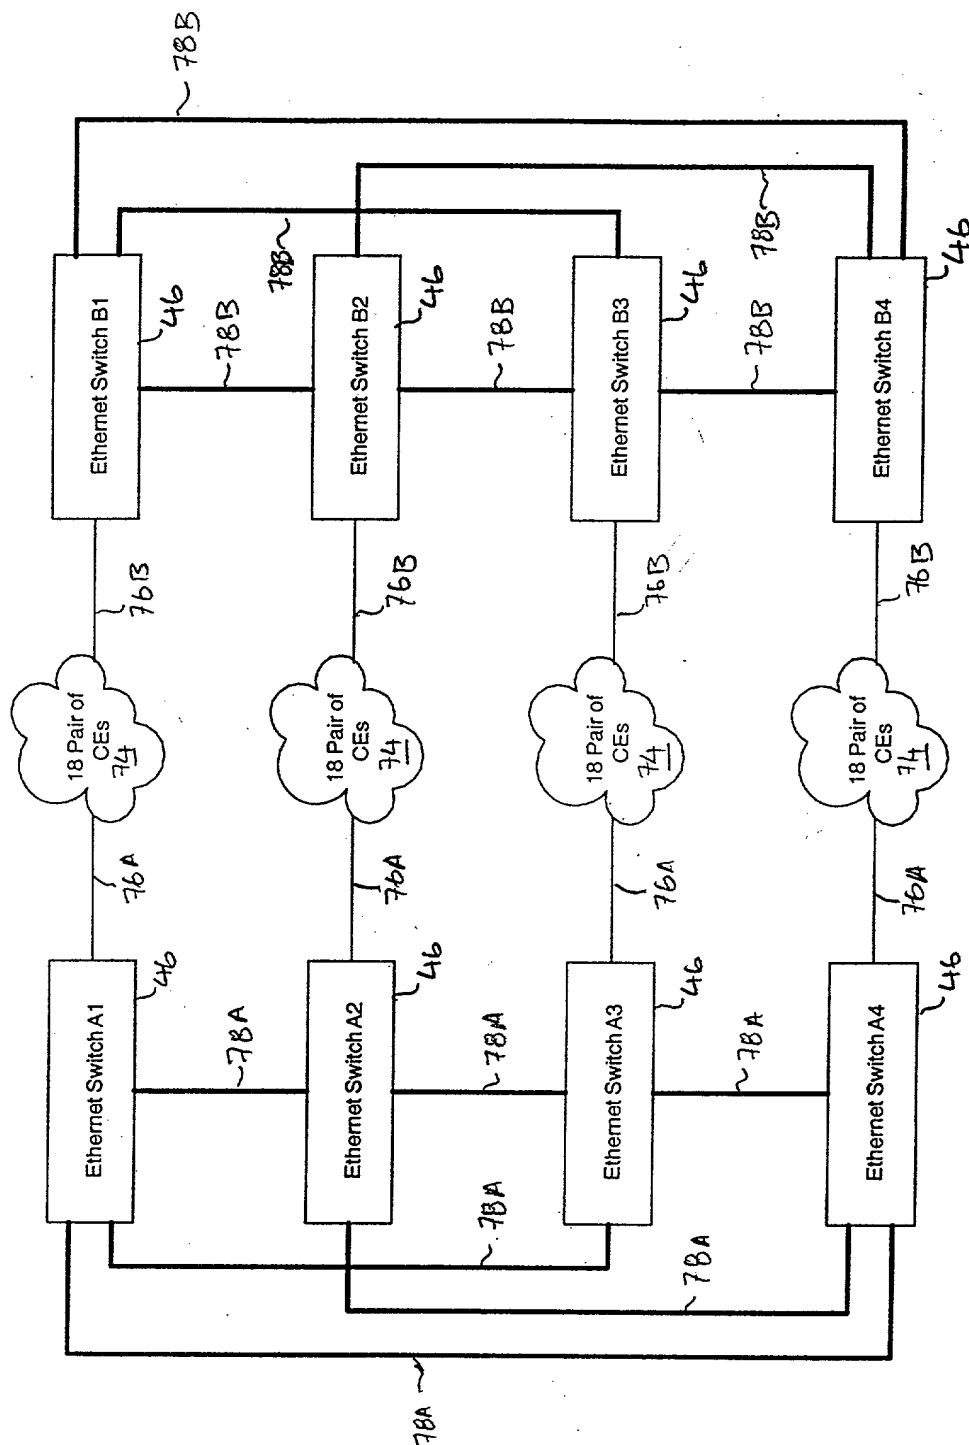 78B
Ethernet Switch B1
46
78B
Ethernet Switch B2
46
78B
78B
Ethernet Switch B3
46
78B
78B
Ethernet Switch B4
46
76B
76B
76B
76B
18 Pair of
CEs
74
18 Pair of
CEs
74
18 Pair of
CEs
74
18 Pair of
CEs
74
76A
76A
76A
76A
Ethernet Switch A1
46
78A
Ethernet Switch A2
46
78A
Ethernet Switch A3
46
78A
Ethernet Switch A4
46
78A
78A
78A